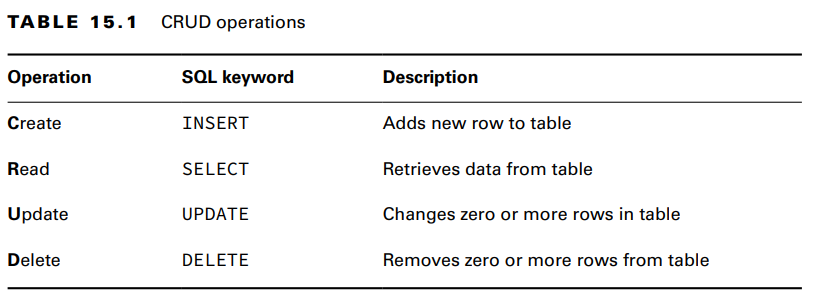 TABLE 15.1 CRUD operations
Operation SQL keyword Description
Create INSERT Adds new row to table
Read SELECT Retrieves data from table
Update UPDATE Changes zero or more rows in table
Delete DELETE Removes zero or more rows from table